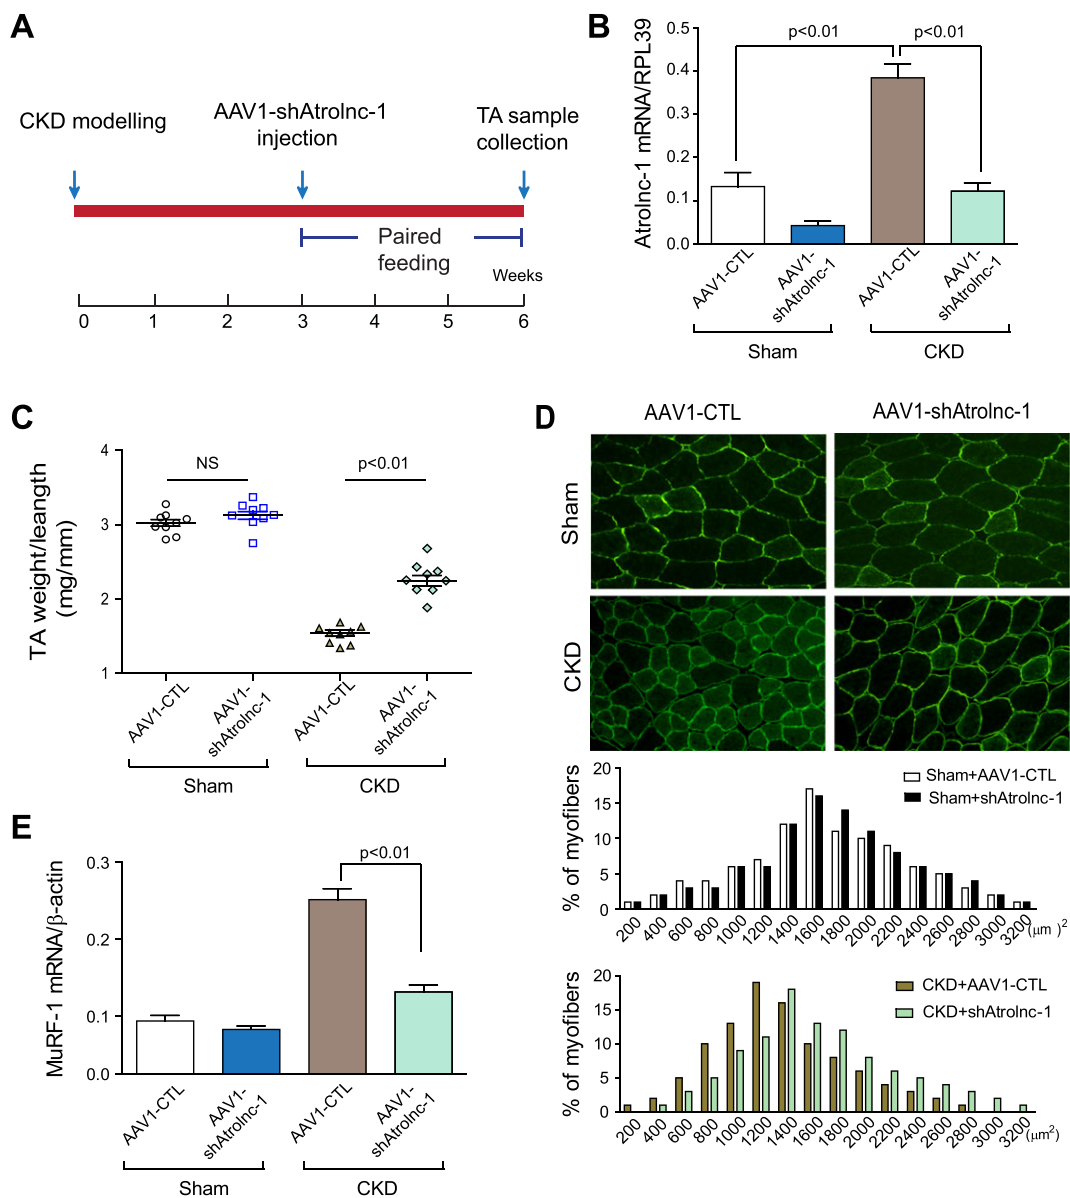 A
CKD modelling
AAV1-shAtrolnc-1
injection
TA sample
collection
Paired
feeding
Weeks
0 1 2 3 4 5 6
B
Atrolnc-1 mRNA/RPL39
0.5
0.4
0.3
0.2
0.1
0.0
p<0.01
p<0.01
AAV1-CTL
AAV1-
shAtrolnc-1
AAV1-CTL
AAV1-
shAtrolnc-1
Sham
CKD
C
TA weight/leangth
(mg/mm)
4
3
2
1
NS
p<0.01
AAV1-CTL
AAV1-
shAtrolnc-1
AAV1-CTL
AAV1-
shAtrolnc-1
Sham
CKD
D
AAV1-CTL
AAV1-shAtrolnc-1
Sham
CKD
% of myofibers
20
15
10
5
0
Sham+AAV1-CTL
Sham+shAtrolnc-1
200 400 600 800 1000 1200 1400 1600 1800 2000 2200 2400 2600 2800 3000 3200 (μm )2
% of myofibers
20
15
10
5
0
CKD+AAV1-CTL
CKD+shAtrolnc-1
200 400 600 800 1000 1200 1400 1600 1800 2000 2200 2400 2600 2800 3000 3200 (μm2)
E
MuRF-1 mRNA/β-actin
0.3
0.2
0.1
0.0
p<0.01
AAV1-CTL
AAV1-
shAtrolnc-1
AAV1-CTL
AAV1-
shAtrolnc-1
Sham
CKD